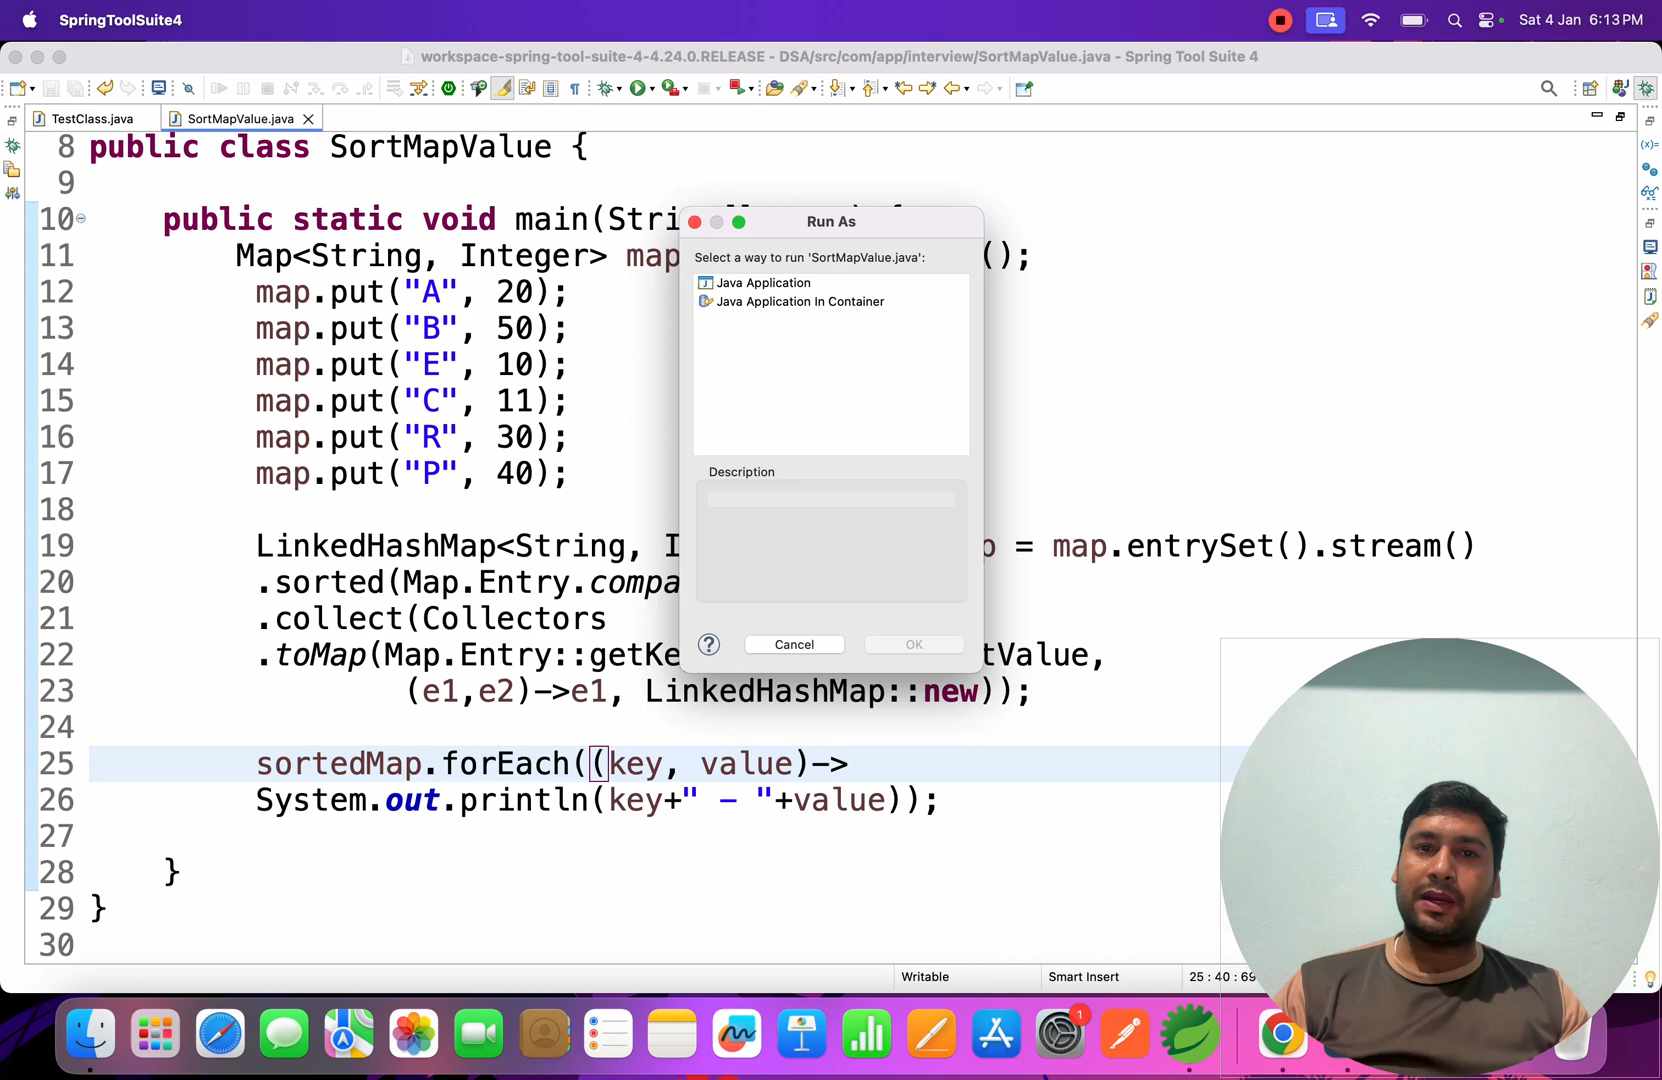 SpringToolSuite4
Sat 4 Jan 6:13 PM
workspace-spring-tool-suite-4-4.24.0.RELEASE - DSA/src/com/app/interview/SortMapValue.java - Spring Tool Suite 4
TestClass.java
SortMapValue.java
8 public class SortMapValue {
9
10 public static void main(Stri
11 Map<String, Integer> map ();
12 map.put("A", 20);
13 map.put("B", 50);
14 map.put("E", 10);
15 map.put("C", 11);
16 map.put("R", 30);
17 map.put("P", 40);
18
19 LinkedHashMap<String, I p = map.entrySet().stream()
20 .sorted(Map.Entry.compa
21 .collect(Collectors
22 .toMap(Map.Entry::getKe tValue,
23 (e1,e2)->e1, LinkedHashMap::new));
24
25 sortedMap.forEach((key, value)->
26 System.out.println(key+" - "+value));
27
28 }
29 }
30
Run As
Select a way to run 'SortMapValue.java':
Java Application
Java Application In Container
Description
?
Cancel
OK
Writable
Smart Insert
25 : 40 : 69
1